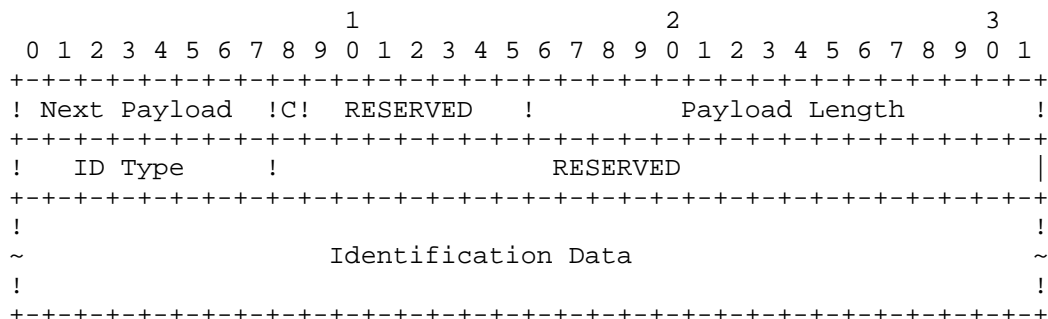 1                   2                   3
 0 1 2 3 4 5 6 7 8 9 0 1 2 3 4 5 6 7 8 9 0 1 2 3 4 5 6 7 8 9 0 1
+-+-+-+-+-+-+-+-+-+-+-+-+-+-+-+-+-+-+-+-+-+-+-+-+-+-+-+-+-+-+-+-+
! Next Payload  !C!  RESERVED   !         Payload Length        !
+-+-+-+-+-+-+-+-+-+-+-+-+-+-+-+-+-+-+-+-+-+-+-+-+-+-+-+-+-+-+-+-+
!   ID Type     !                 RESERVED                      |
+-+-+-+-+-+-+-+-+-+-+-+-+-+-+-+-+-+-+-+-+-+-+-+-+-+-+-+-+-+-+-+-+
!                                                               !
~                   Identification Data                         ~
!                                                               !
+-+-+-+-+-+-+-+-+-+-+-+-+-+-+-+-+-+-+-+-+-+-+-+-+-+-+-+-+-+-+-+-+